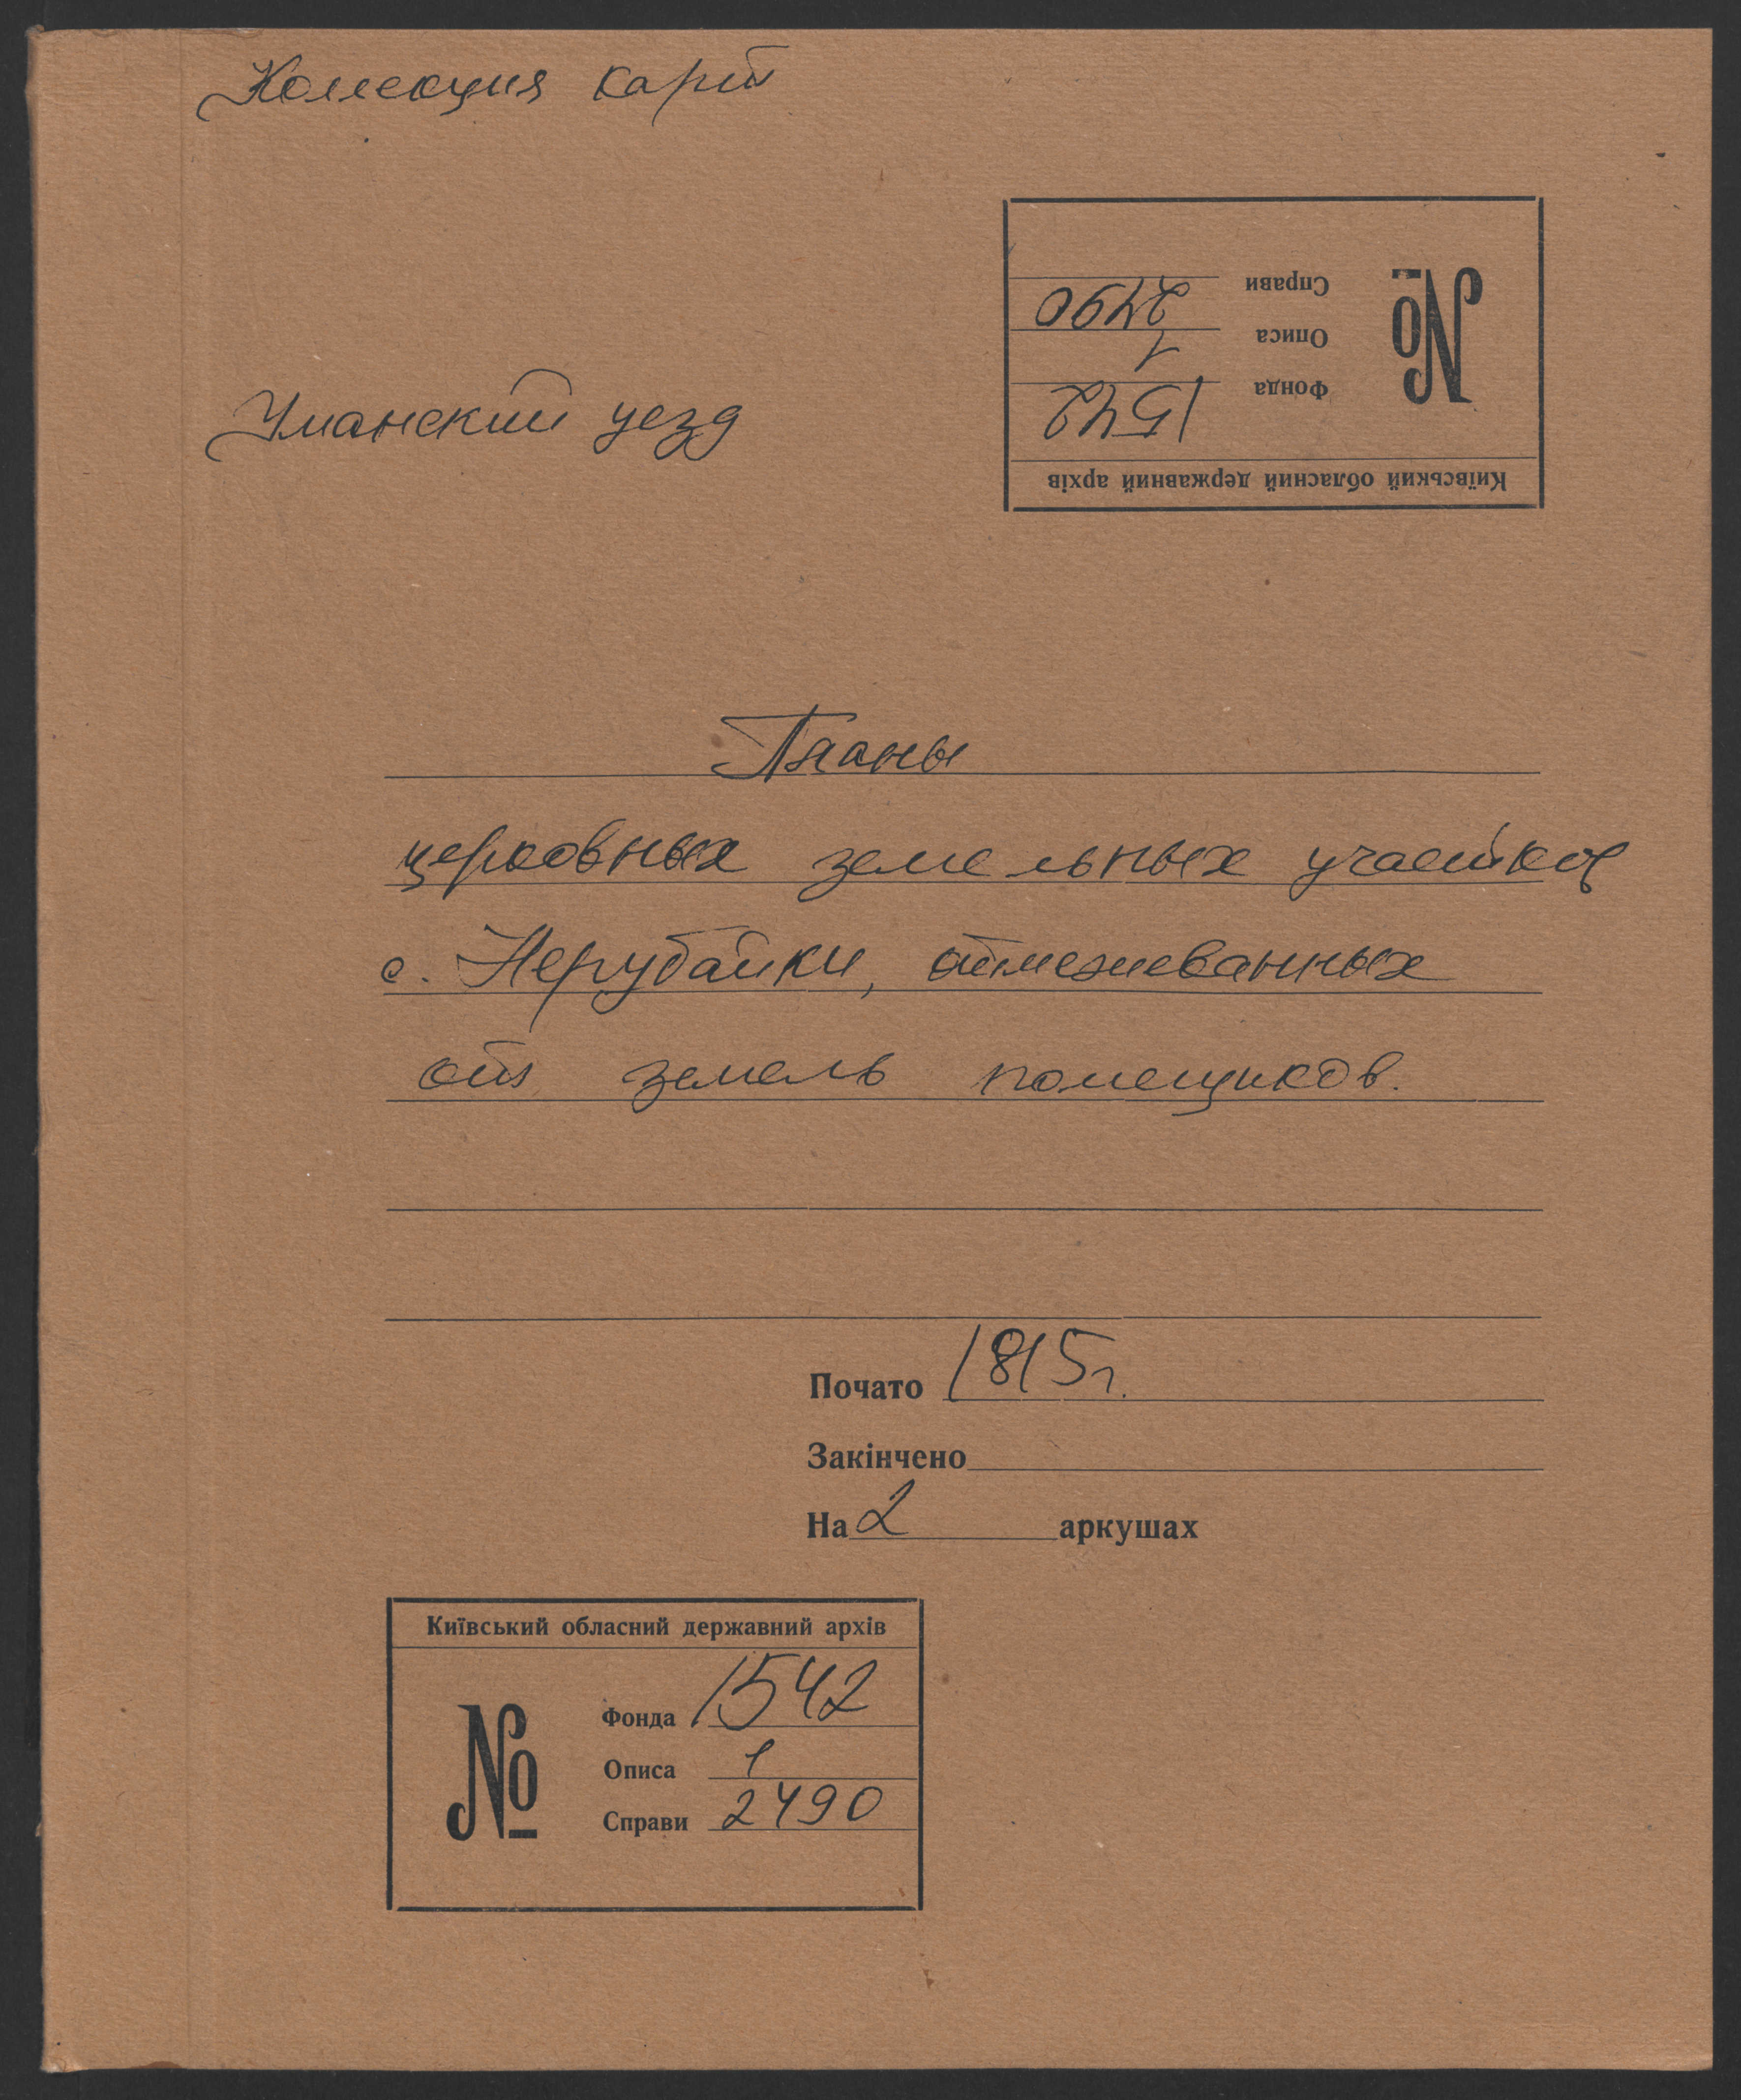 Коллекция карт
Справи 2490
Описа 1
Фонда 1542
№
Київський обласний державний архів
Уманский уезд
Планы
церковных земельных участков
с. Нерубайки, отмежеванных
от земель помещиков.
Почато 1815 г.
Закінчено
На 2 аркушах
Київський обласний державний архів
№
Фонда 1542
Описа 1
Справи 2490